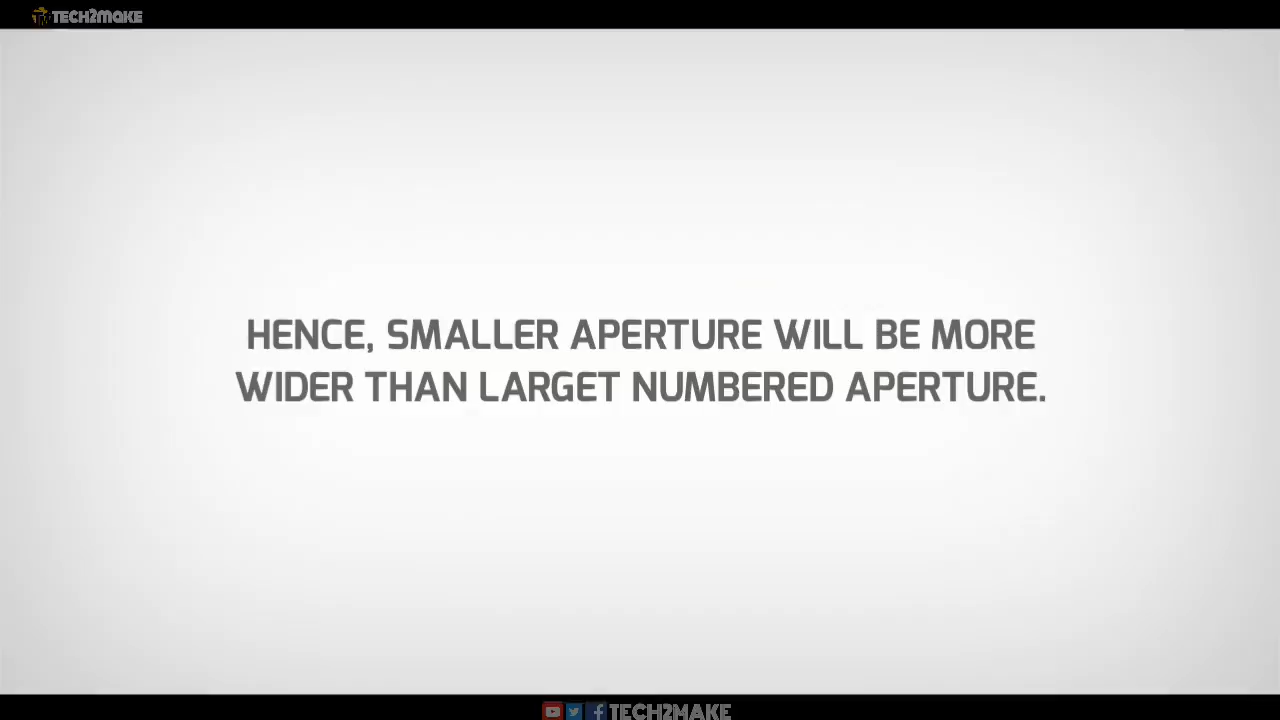 TECH2MAKE
HENCE, SMALLER APERTURE WILL BE MORE
WIDER THAN LARGET NUMBERED APERTURE.
TECH2MAKE